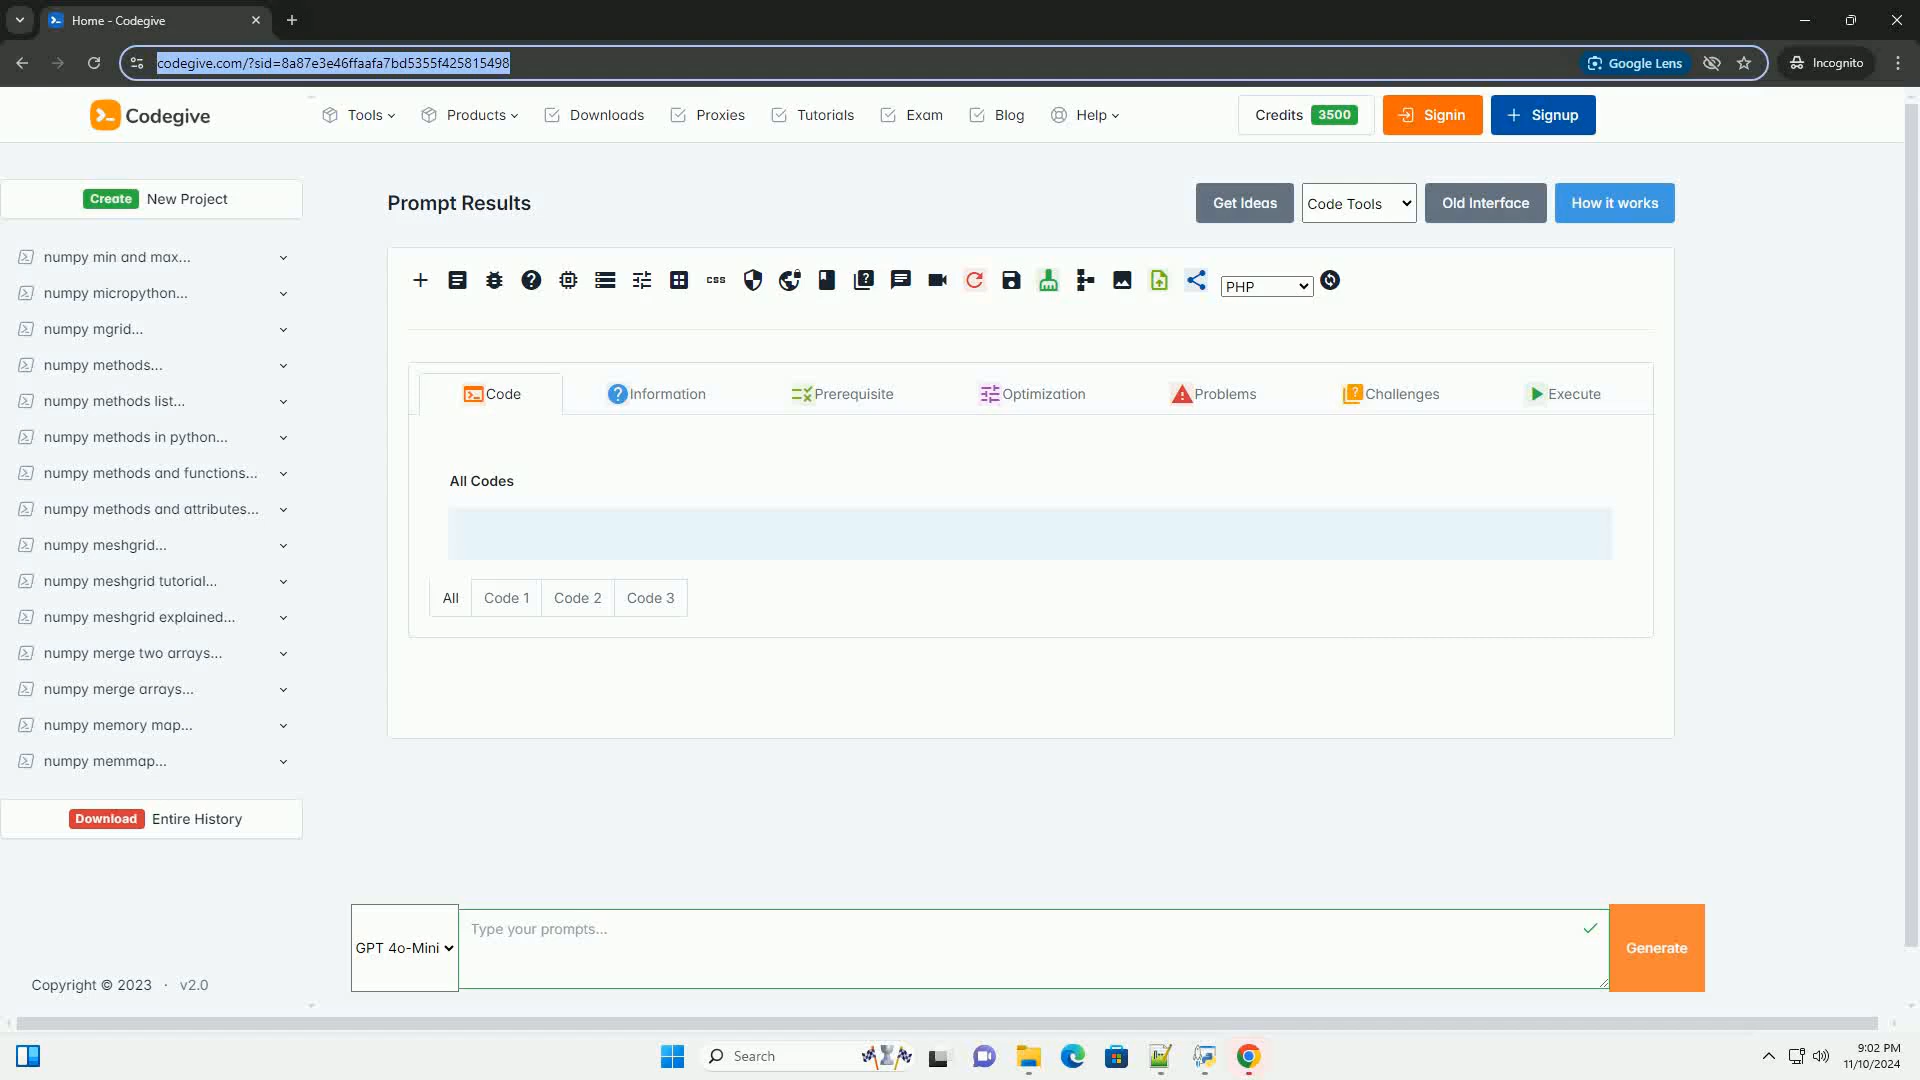 Home - Codegive
codegive.com/?sid=8a87e3e46ffaafa7bd5355f425815498
Google Lens
Incognito
Codegive
Tools
Products
Downloads
Proxies
Tutorials
Exam
Blog
Help
Credits 3500
Signin
Signup
Create New Project
numpy min and max...
numpy micropython...
numpy mgrid...
numpy methods...
numpy methods list...
numpy methods in python...
numpy methods and functions...
numpy methods and attributes...
numpy meshgrid...
numpy meshgrid tutorial...
numpy meshgrid explained...
numpy merge two arrays...
numpy merge arrays...
numpy memory map...
numpy memmap...
Download Entire History
Copyright © 2023 · v2.0
Prompt Results
Get Ideas
Code Tools
Old Interface
How it works
css
PHP
Code
Information
Prerequisite
Optimization
Problems
Challenges
Execute
All Codes
All
Code 1
Code 2
Code 3
GPT 4o-Mini
Type your prompts...
Generate
Search
9:02 PM
11/10/2024